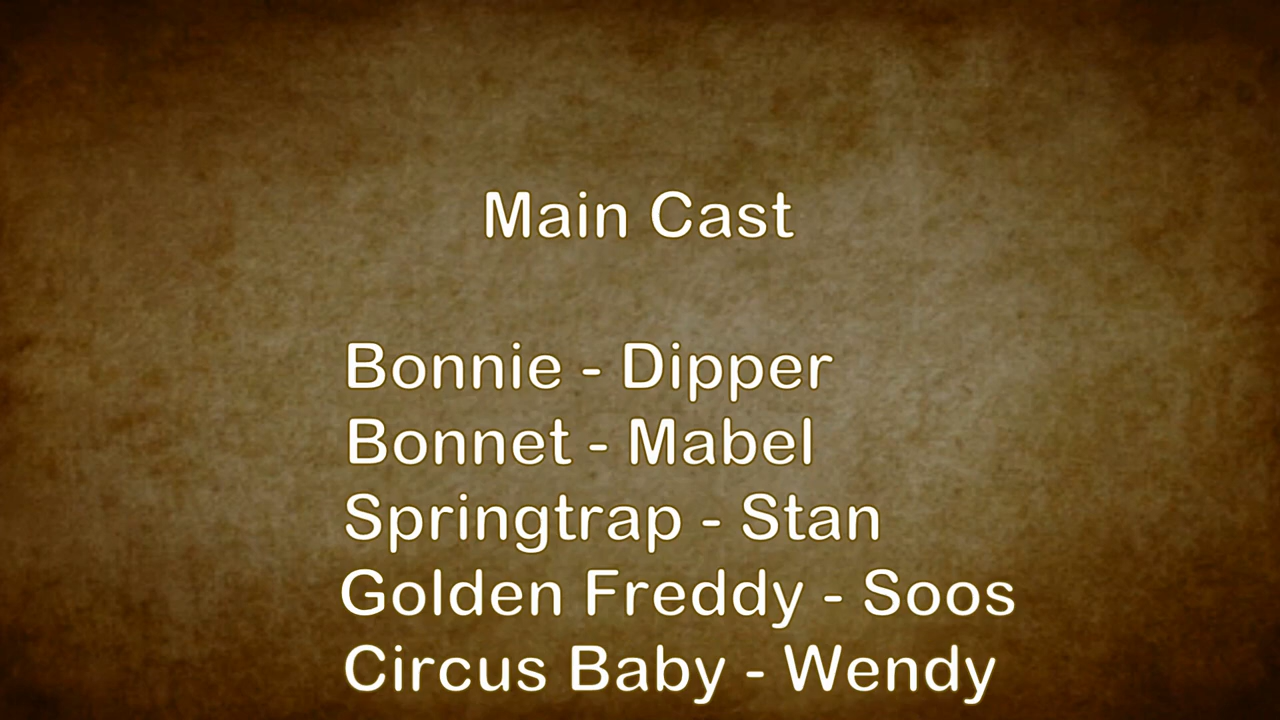 Main Cast
Bonnie - Dipper
Bonnet - Mabel
Springtrap - Stan
Golden Freddy - Soos
Circus Baby - Wendy